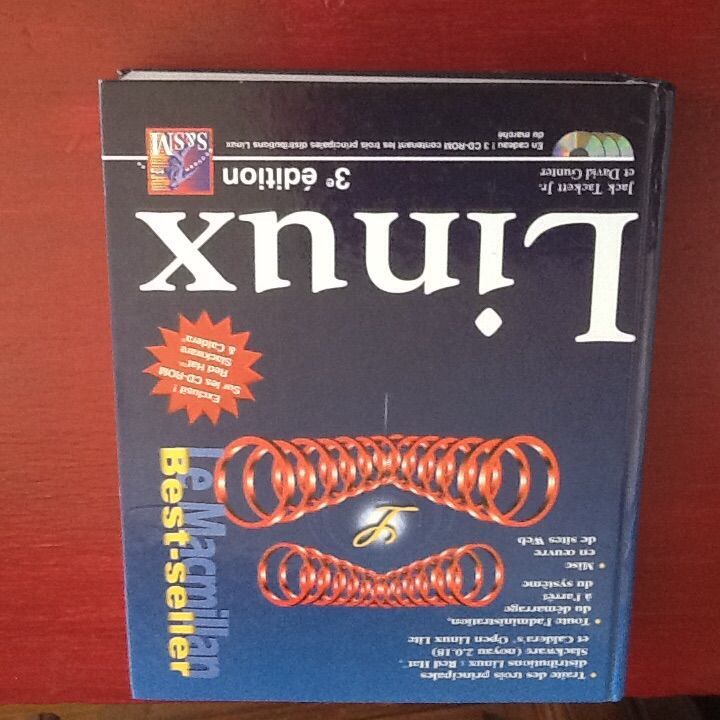 • Traite des trois principales
distributions Linux : Red Hat™,
Slackware (noyau 2.0.18)
et Caldera's® Open Linux Lite
• Toute l'administration,
du démarrage
à l'arrêt
du système
• Mise
en œuvre
de sites Web
Le Macmillan
Best-seller
Exclusif !
Sur les CD-ROM
Red Hat™
Slackware
& Caldera®
Linux
3e édition
Jack Tackett Jr.
et David Gunter
En cadeau ! 3 CD-ROM contenant les trois principales distributions Linux
du marché
S&SM